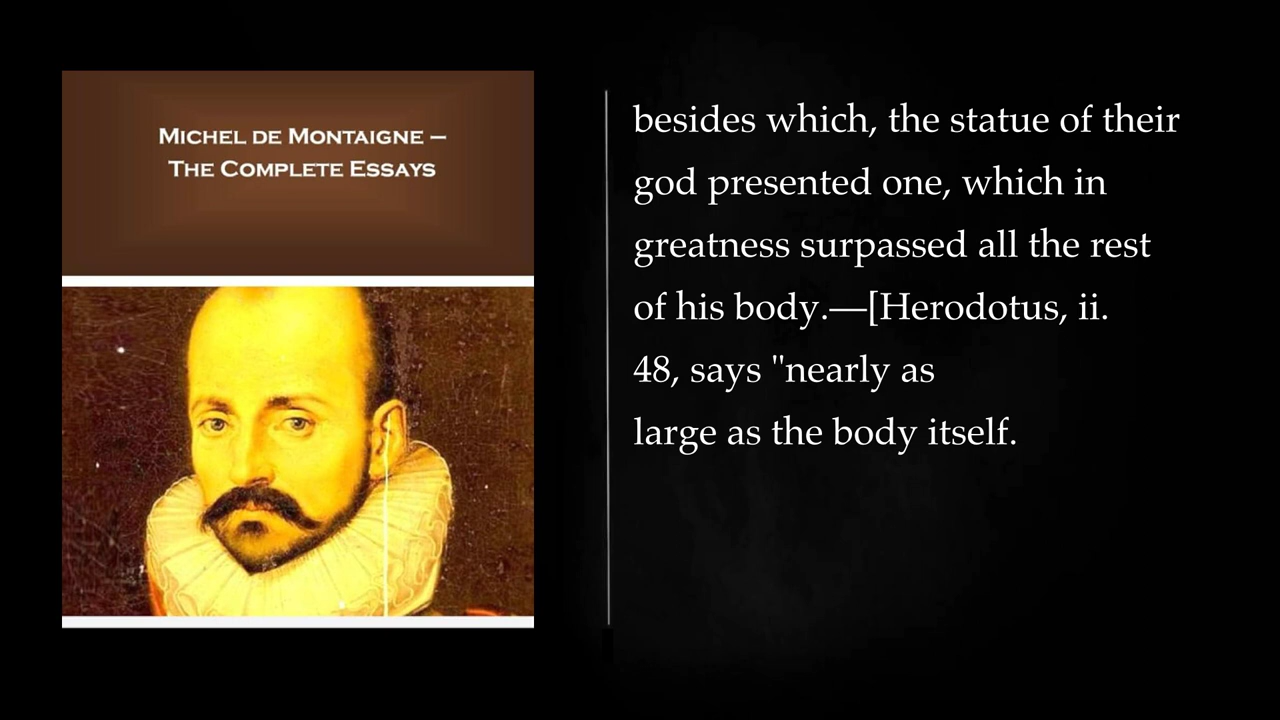 MICHEL DE MONTAIGNE –
THE COMPLETE ESSAYS
besides which, the statue of their
god presented one, which in
greatness surpassed all the rest
of his body.—[Herodotus, ii.
48, says "nearly as
large as the body itself.